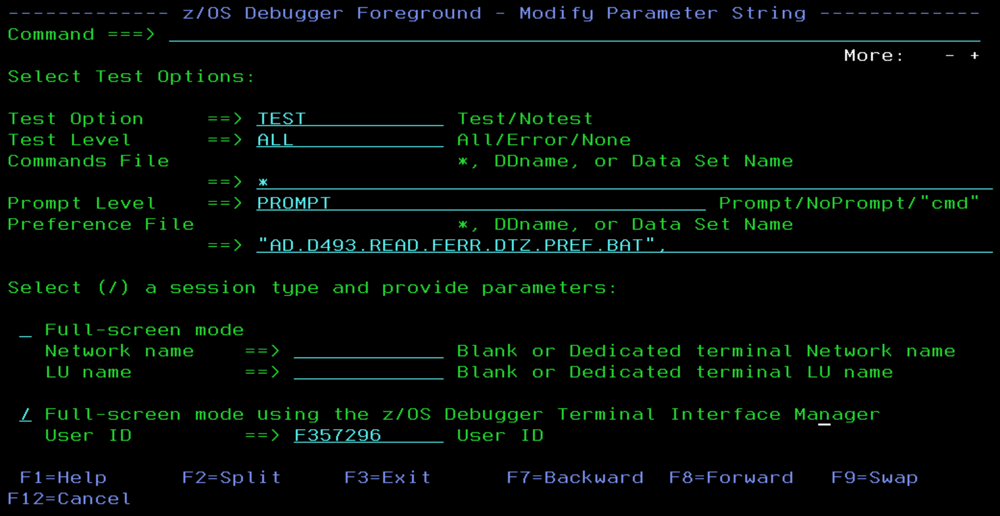 ------------- z/OS Debugger Foreground - Modify Parameter String -------------
Command ===>
More:   - +
Select Test Options:
Test Option     ==> TEST           Test/Notest
Test Level      ==> ALL            All/Error/None
Commands File                      *, DDname, or Data Set Name
                ==> *
Prompt Level    ==> PROMPT                              Prompt/NoPrompt/"cmd"
Preference File                    *, DDname, or Data Set Name
                ==> "AD.D493.READ.FERR.DTZ.PREF.BAT",
Select (/) a session type and provide parameters:
_ Full-screen mode
  Network name    ==>              Blank or Dedicated terminal Network name
  LU name         ==>              Blank or Dedicated terminal LU name
/ Full-screen mode using the z/OS Debugger Terminal Interface Manager
  User ID         ==> F357296      User ID
F1=Help      F2=Split     F3=Exit      F7=Backward  F8=Forward   F9=Swap
F12=Cancel